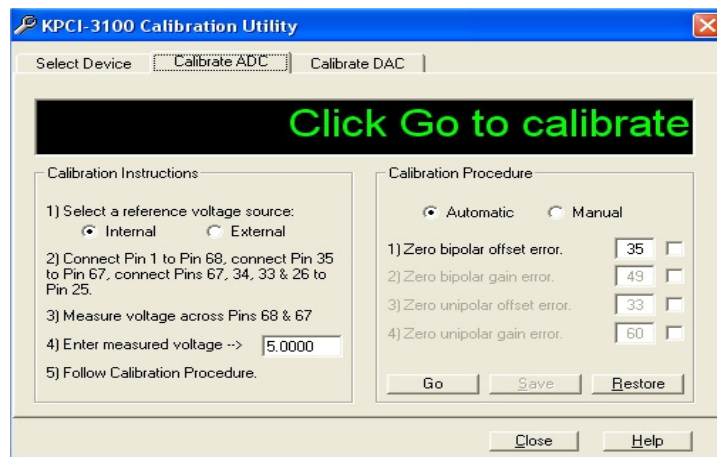 KPCI-3100 Calibration Utility
Select Device
Calibrate ADC
Calibrate DAC
Click Go to calibrate
Calibration Instructions
1) Select a reference voltage source:
Internal
External
2) Connect Pin 1 to Pin 68, connect Pin 35
to Pin 67, connect Pins 67, 34, 33 & 26 to
Pin 25.
3) Measure voltage across Pins 68 & 67
4) Enter measured voltage --> 5.0000
5) Follow Calibration Procedure.
Calibration Procedure
Automatic
Manual
1) Zero bipolar offset error. 35
2) Zero bipolar gain error. 49
3) Zero unipolar offset error. 33
4) Zero unipolar gain error. 60
Go
Save
Restore
Close
Help